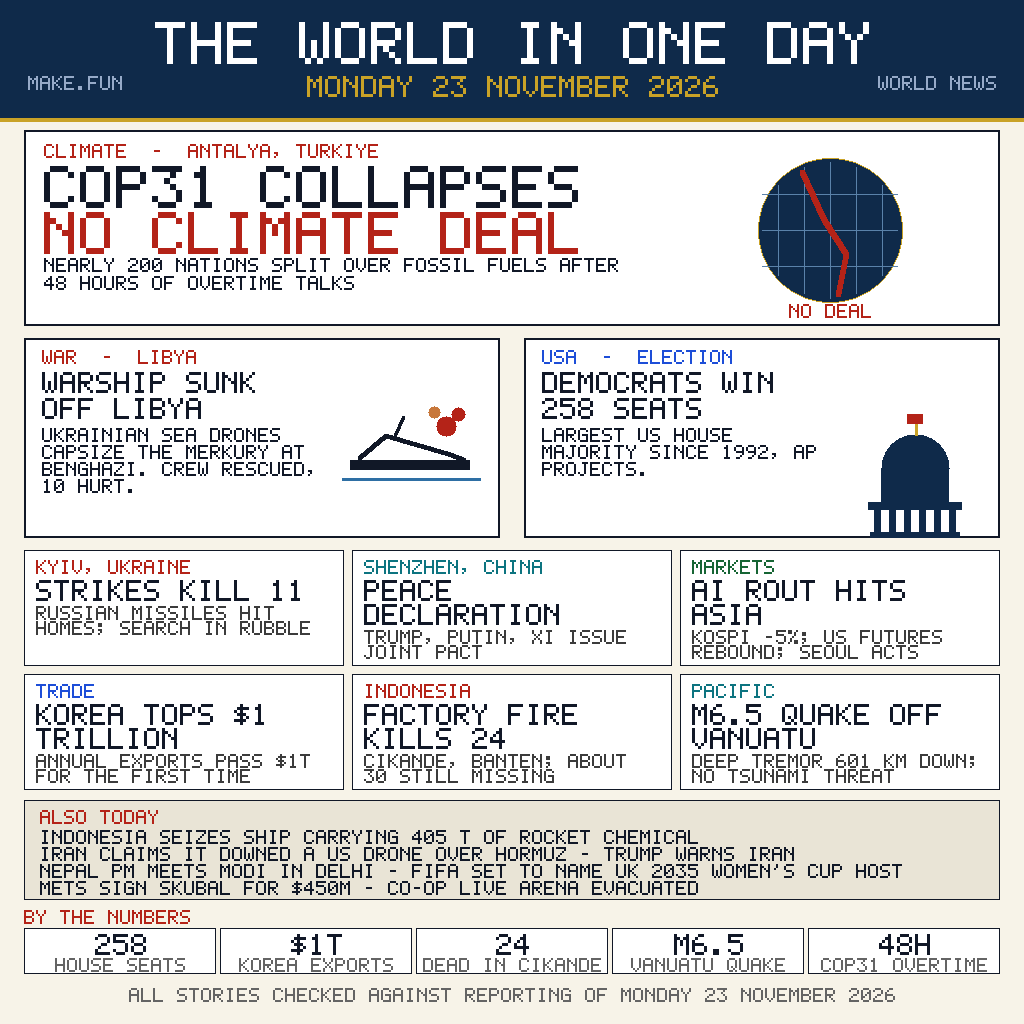 THE WORLD IN ONE DAY
MAKE.FUN
MONDAY 23 NOVEMBER 2026
WORLD NEWS
CLIMATE - ANTALYA, TURKIYE
COP31 COLLAPSES
NO CLIMATE DEAL
NEARLY 200 NATIONS SPLIT OVER FOSSIL FUELS AFTER
48 HOURS OF OVERTIME TALKS
NO DEAL
WAR - LIBYA
WARSHIP SUNK
OFF LIBYA
UKRAINIAN SEA DRONES
CAPSIZE THE MERKURY AT
BENGHAZI. CREW RESCUED,
10 HURT.
USA - ELECTION
DEMOCRATS WIN
258 SEATS
LARGEST US HOUSE
MAJORITY SINCE 1992, AP
PROJECTS.
KYIV, UKRAINE
STRIKES KILL 11
RUSSIAN MISSILES HIT
HOMES; SEARCH IN RUBBLE
SHENZHEN, CHINA
PEACE
DECLARATION
TRUMP, PUTIN, XI ISSUE
JOINT PACT
MARKETS
AI ROUT HITS
ASIA
KOSPI -5%; US FUTURES
REBOUND; SEOUL ACTS
TRADE
KOREA TOPS $1
TRILLION
ANNUAL EXPORTS PASS $1T
FOR THE FIRST TIME
INDONESIA
FACTORY FIRE
KILLS 24
CIKANDE, BANTEN; ABOUT
30 STILL MISSING
PACIFIC
M6.5 QUAKE OFF
VANUATU
DEEP TREMOR 601 KM DOWN;
NO TSUNAMI THREAT
ALSO TODAY
INDONESIA SEIZES SHIP CARRYING 405 T OF ROCKET CHEMICAL
IRAN CLAIMS IT DOWNED A US DRONE OVER HORMUZ - TRUMP WARNS IRAN
NEPAL PM MEETS MODI IN DELHI - FIFA SET TO NAME UK 2035 WOMEN'S CUP HOST
METS SIGN SKUBAL FOR $450M - CO-OP LIVE ARENA EVACUATED
BY THE NUMBERS
258
HOUSE SEATS
$1T
KOREA EXPORTS
24
DEAD IN CIKANDE
M6.5
VANUATU QUAKE
48H
COP31 OVERTIME
ALL STORIES CHECKED AGAINST REPORTING OF MONDAY 23 NOVEMBER 2026